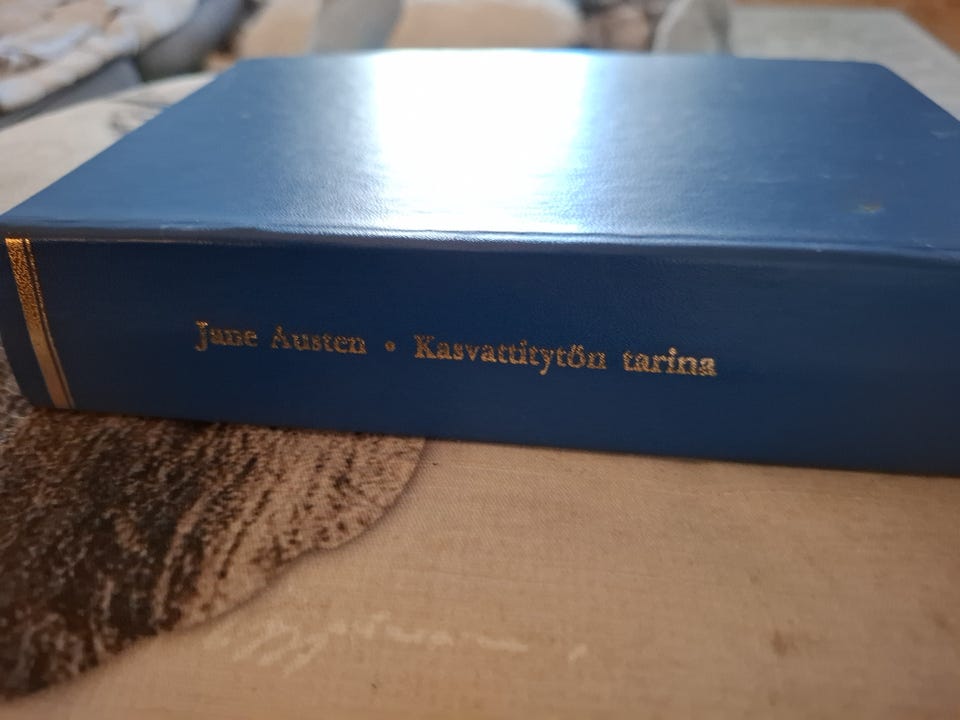 Jane Austen • Kasvattitytön tarina